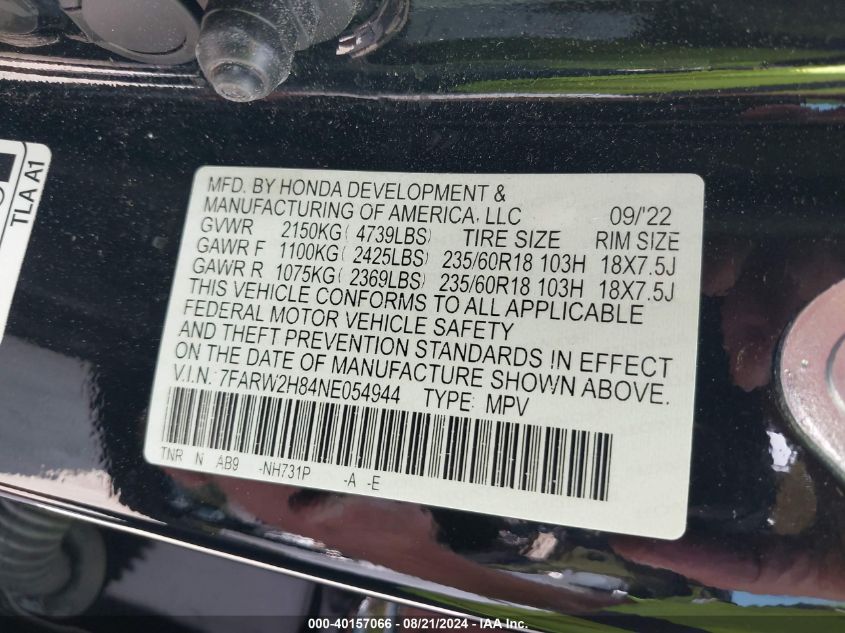 TLA A1
MFD. BY HONDA DEVELOPMENT &
MANUFACTURING OF AMERICA, LLC 09/'22
GVWR 2150KG ( 4739LBS) TIRE SIZE RIM SIZE
GAWR F 1100KG ( 2425LBS) 235/60R18 103H 18X7.5J
GAWR R 1075KG ( 2369LBS) 235/60R18 103H 18X7.5J
THIS VEHICLE CONFORMS TO ALL APPLICABLE
FEDERAL MOTOR VEHICLE SAFETY
AND THEFT PREVENTION STANDARDS IN EFFECT
ON THE DATE OF MANUFACTURE SHOWN ABOVE.
V.I.N.: 7FARW2H84NE054944 TYPE: MPV
TNR N AB9 -NH731P -A -E
000-40157066 - 08/21/2024 - IAA Inc.